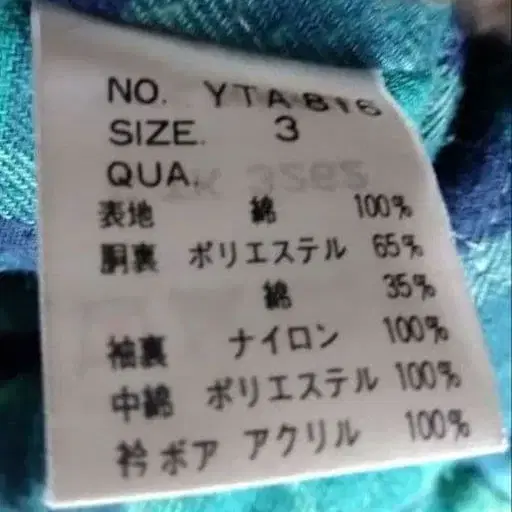 NO. YTA 816
SIZE. 3
QUA.
表地 綿 100%
胴裏 ポリエステル 65%
綿 35%
袖裏 ナイロン 100%
中綿 ポリエステル 100%
衿ボア アクリル 100%